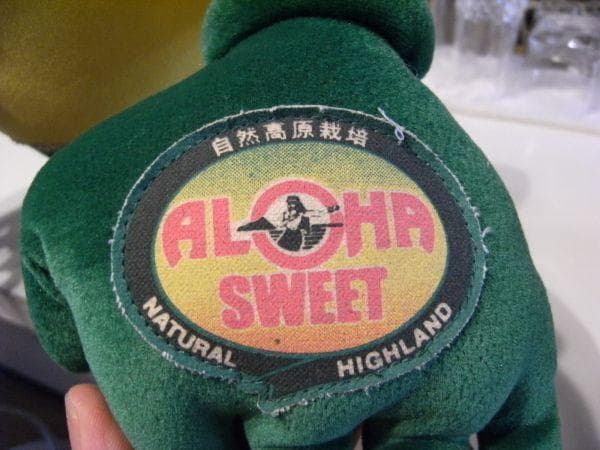 自然高原栽培
ALOHA
SWEET
NATURAL HIGHLAND